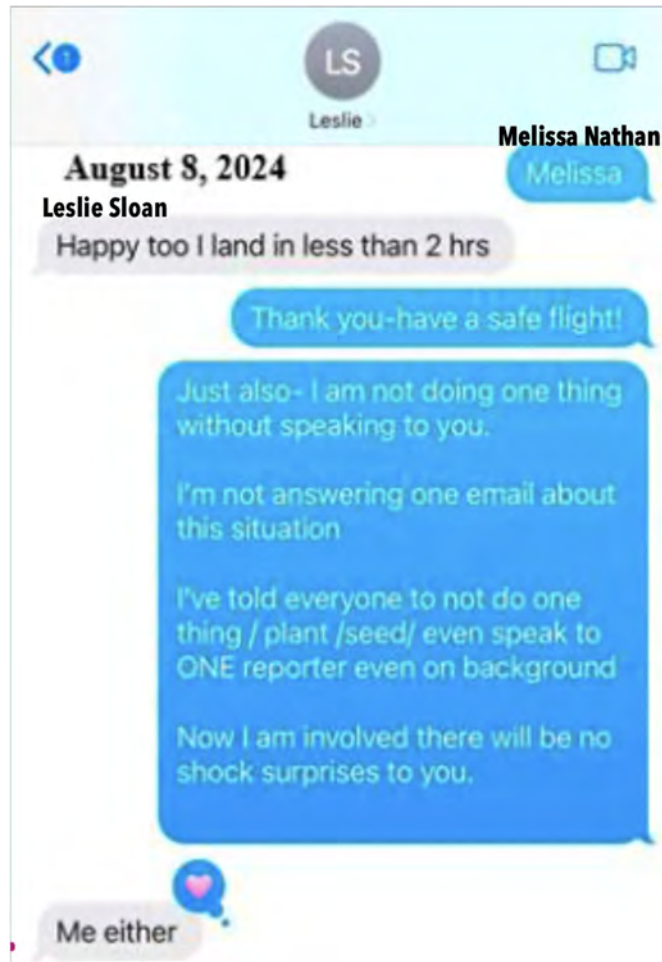 1
LS
Leslie
Melissa Nathan
August 8, 2024
Melissa
Leslie Sloan
Happy too I land in less than 2 hrs
Thank you-have a safe flight!
Just also- I am not doing one thing
without speaking to you.
I'm not answering one email about
this situation
I've told everyone to not do one
thing / plant /seed/ even speak to
ONE reporter even on background
Now I am involved there will be no
shock surprises to you.
Me either